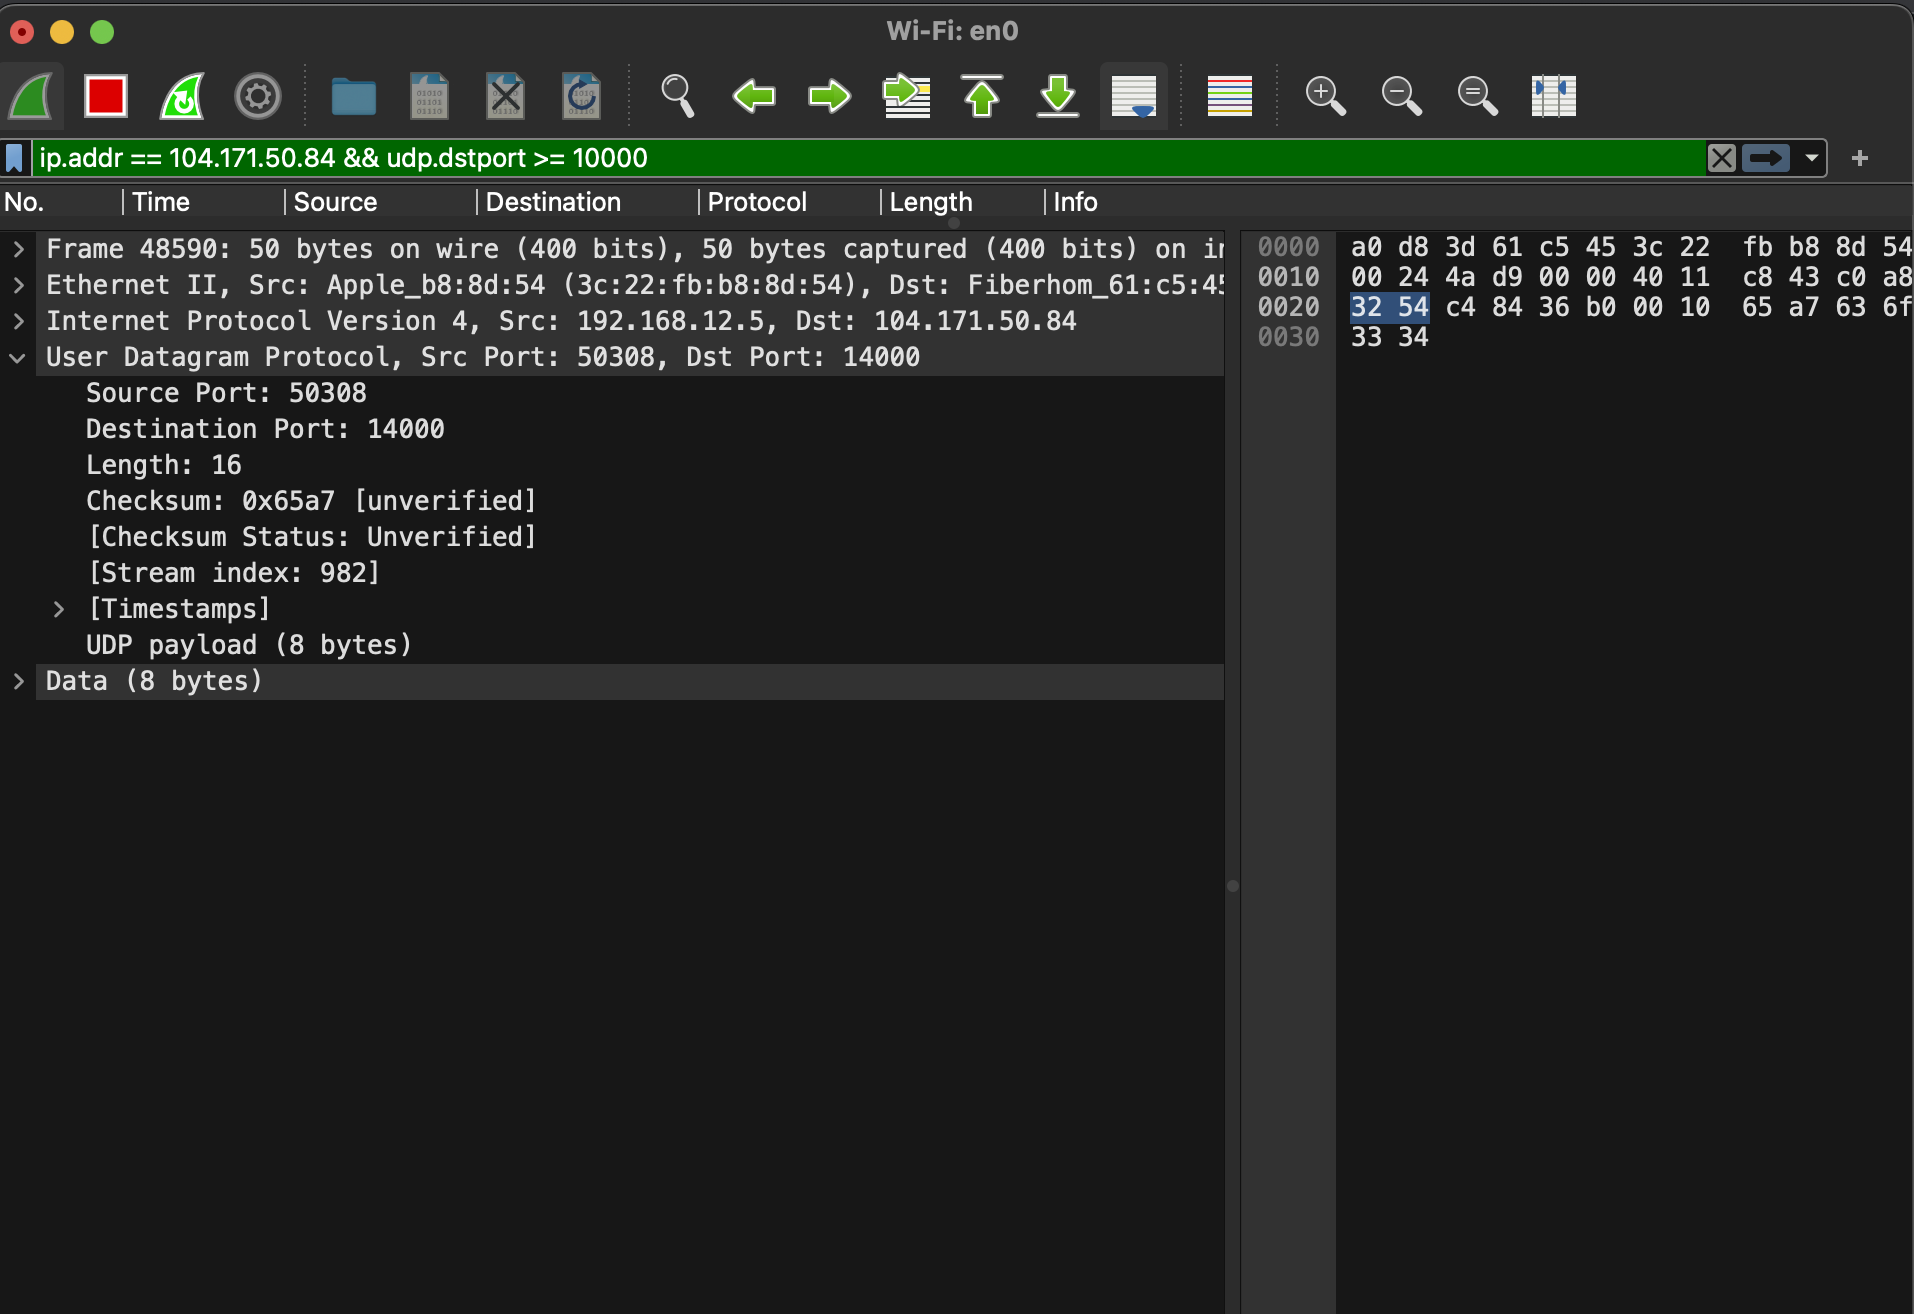 Wi-Fi: en0
ip.addr == 104.171.50.84 && udp.dstport >= 10000
No. Time Source Destination Protocol Length Info
Frame 48590: 50 bytes on wire (400 bits), 50 bytes captured (400 bits) on
Ethernet II, Src: Apple_b8:8d:54 (3c:22:fb:b8:8d:54), Dst: Fiberhom_61:c5:45
Internet Protocol Version 4, Src: 192.168.12.5, Dst: 104.171.50.84
User Datagram Protocol, Src Port: 50308, Dst Port: 14000
Source Port: 50308
Destination Port: 14000
Length: 16
Checksum: 0x65a7 [unverified]
[Checksum Status: Unverified]
[Stream index: 982]
[Timestamps]
UDP payload (8 bytes)
Data (8 bytes)
0000 a0 d8 3d 61 c5 45 3c 22 fb b8 8d 54
0010 00 24 4a d9 00 00 40 11 c8 43 c0 a8
0020 32 54 c4 84 36 b0 00 10 65 a7 63 6f
0030 33 34